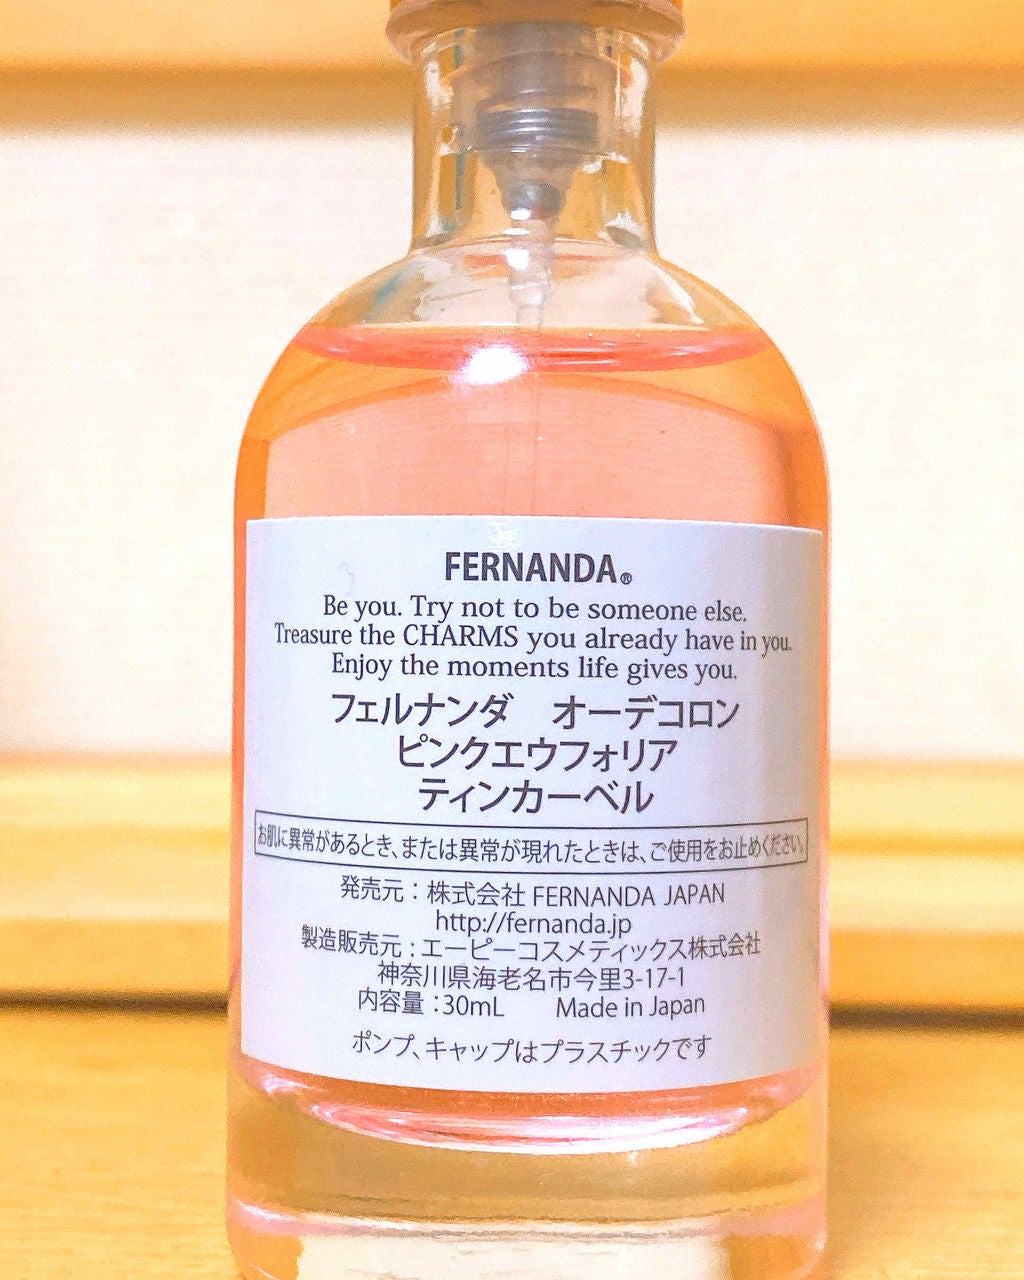 FERNANDA®
Be you. Try not to be someone else.
Treasure the CHARMS you already have in you.
Enjoy the moments life gives you.
フェルナンダ　オーデコロン
ピンクエウフォリア
ティンカーベル
お肌に異常があるとき、または異常が現れたときは、ご使用をお止めください。
発売元：株式会社 FERNANDA JAPAN
http://fernanda.jp
製造販売元：エーピーコスメティックス株式会社
神奈川県海老名市今里3-17-1
内容量：30mL　Made in Japan
ポンプ、キャップはプラスチックです